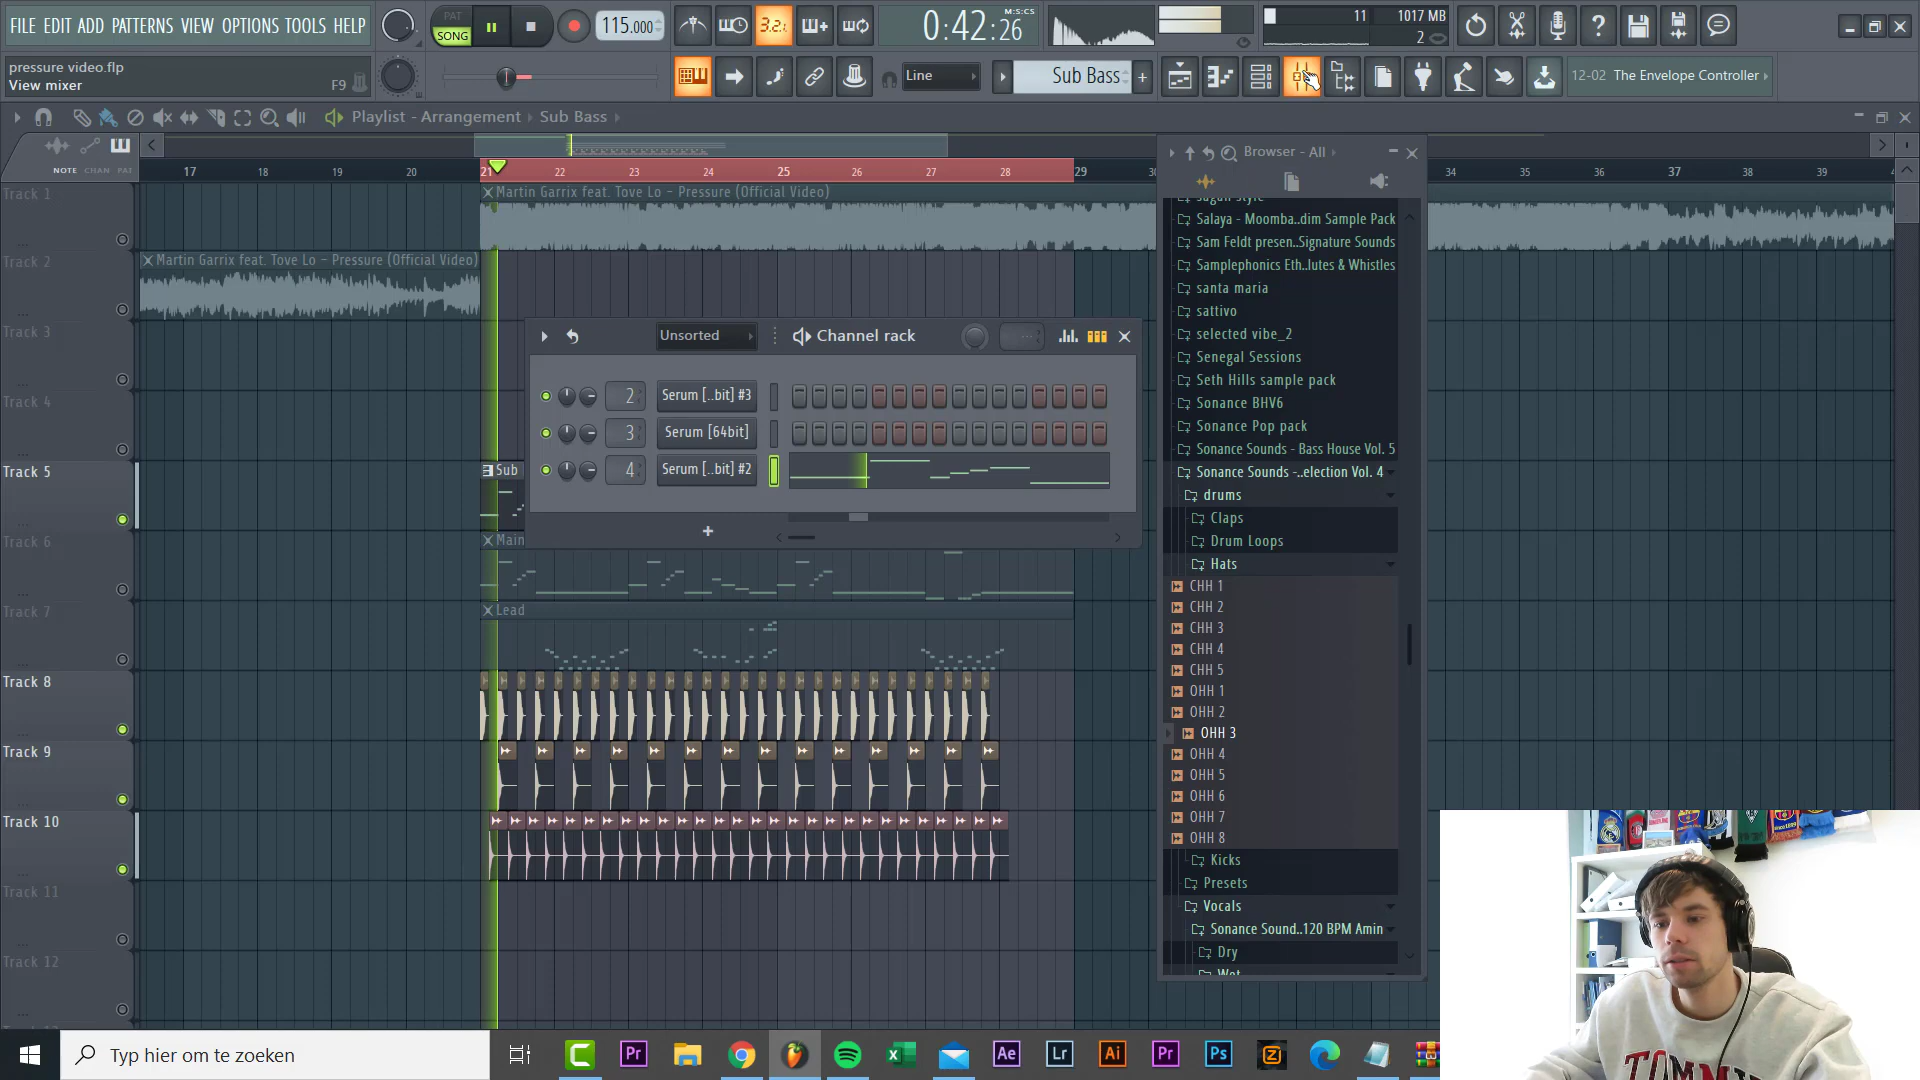 FILE EDIT ADD PATTERNS VIEW OPTIONS TOOLS HELP
PAT
SONG
115.000
3.2.
0:42:26
M:S:CS
11
1017 MB
2
pressure video.flp
View mixer
F9
Line
Sub Bass
+
12-02 The Envelope Controller
Playlist - Arrangement
Sub Bass
NOTE CHAN PAT
17
18
19
20
21
22
23
24
25
26
27
28
29
34
35
36
37
38
39
Track 1
Martin Garrix feat. Tove Lo - Pressure (Official Video)
Track 2
Martin Garrix feat. Tove Lo - Pressure (Official Video)
Track 3
Track 4
Track 5
Sub
Track 6
Main
Track 7
Lead
Track 8
Track 9
Track 10
Track 11
Track 12
Unsorted
Channel rack
2
Serum [..bit] #3
3
Serum [64bit]
4
Serum [..bit] #2
+
Browser - All
Salaya - Moomba..dim Sample Pack
Sam Feldt presen..Signature Sounds
Samplephonics Eth..lutes & Whistles
santa maria
sattivo
selected vibe_2
Senegal Sessions
Seth Hills sample pack
Sonance BHV6
Sonance Pop pack
Sonance Sounds - Bass House Vol. 5
Sonance Sounds -..election Vol. 4
drums
Claps
Drum Loops
Hats
CHH 1
CHH 2
CHH 3
CHH 4
CHH 5
OHH 1
OHH 2
OHH 3
OHH 4
OHH 5
OHH 6
OHH 7
OHH 8
Kicks
Presets
Vocals
Sonance Sound..120 BPM Amin
Dry
Wet
Typ hier om te zoeken
Pr
Ae
Lr
Ai
Pr
Ps